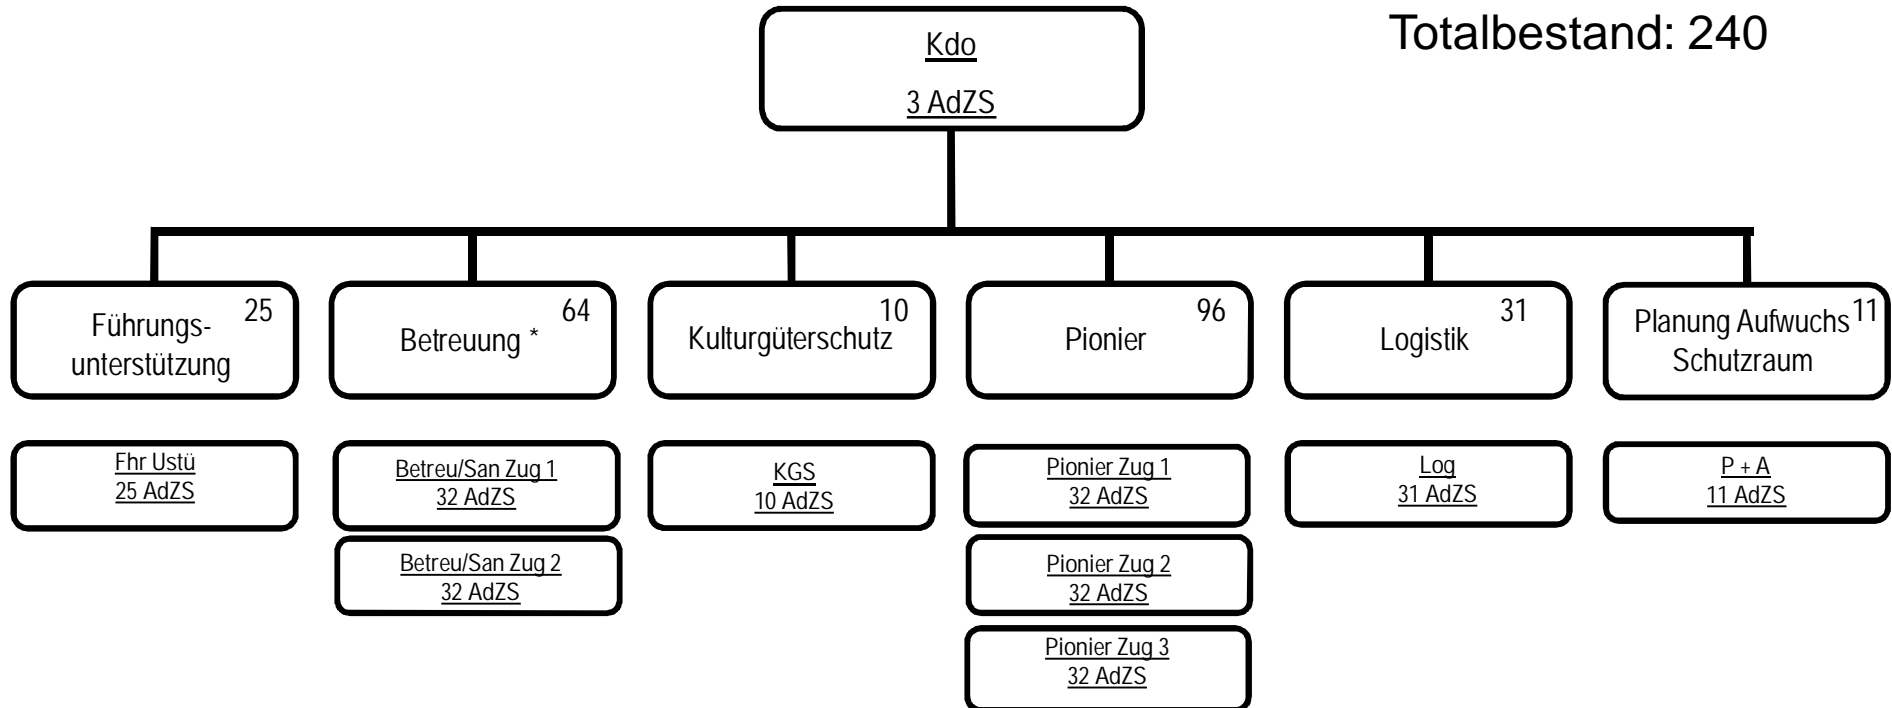 Totalbestand: 240
Kdo
3 AdZS
Führungs-
unterstützung
25
Betreuung *
64
Kulturgüterschutz
10
Pionier
96
Logistik
31
Planung Aufwuchs
Schutzraum
11
Fhr Ustü
25 AdZS
Betreu/San Zug 1
32 AdZS
Betreu/San Zug 2
32 AdZS
KGS
10 AdZS
Pionier Zug 1
32 AdZS
Pionier Zug 2
32 AdZS
Pionier Zug 3
32 AdZS
Log
31 AdZS
P + A
11 AdZS